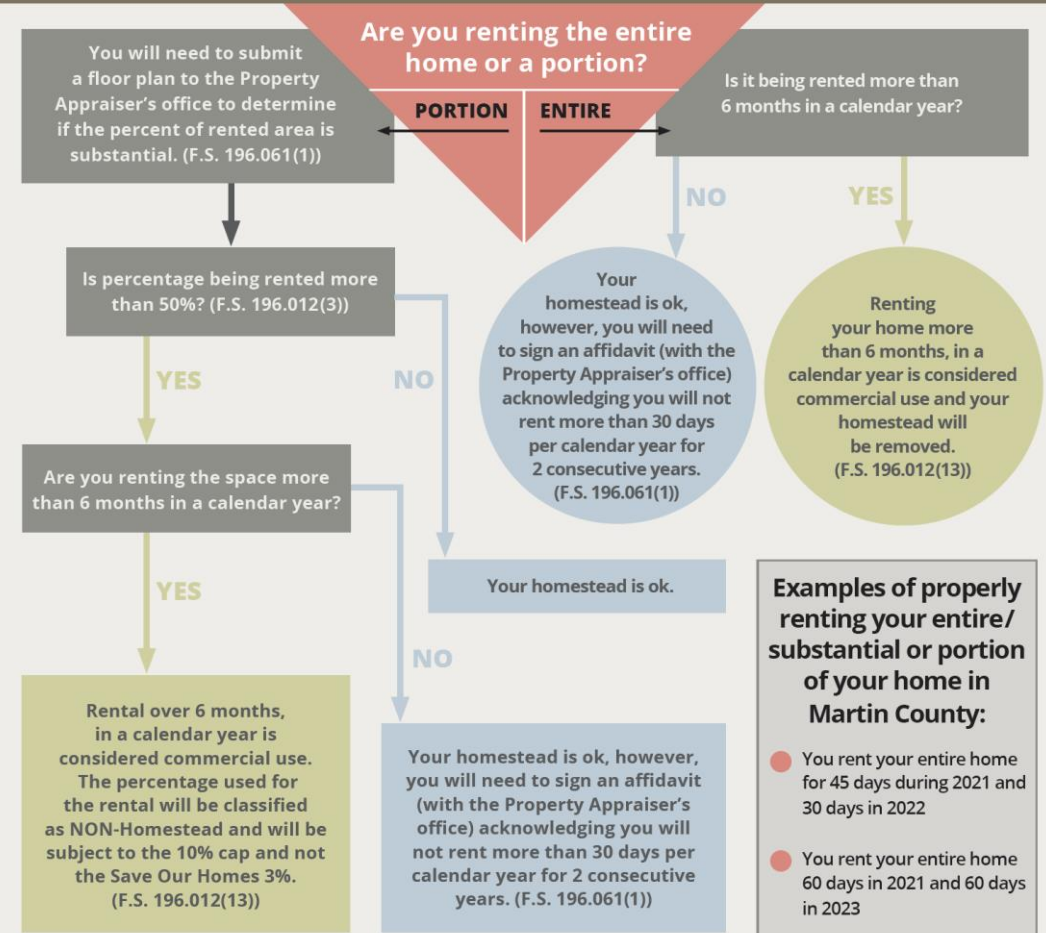 Are you renting the entire
home or a portion?
PORTION
ENTIRE
You will need to submit
a floor plan to the Property
Appraiser's office to determine
if the percent of rented area is
substantial. (F.S. 196.061(1))
Is it being rented more than
6 months in a calendar year?
NO
YES
Is percentage being rented more
than 50%? (F.S. 196.012(3))
Your
homestead is ok,
however, you will need
to sign an affidavit (with the
Property Appraiser's office)
acknowledging you will not
rent more than 30 days
per calendar year for
2 consecutive years.
(F.S. 196.061(1))
Renting
your home more
than 6 months, in a
calendar year is considered
commercial use and your
homestead will
be removed.
(F.S. 196.012(13))
YES
NO
Are you renting the space more
than 6 months in a calendar year?
Your homestead is ok.
YES
NO
Rental over 6 months,
in a calendar year is
considered commercial use.
The percentage used for
the rental will be classified
as NON-Homestead and will be
subject to the 10% cap and not
the Save Our Homes 3%.
(F.S. 196.012(13))
Your homestead is ok, however,
you will need to sign an affidavit
(with the Property Appraiser's
office) acknowledging you will
not rent more than 30 days per
calendar year for 2 consecutive
years. (F.S. 196.061(1))
Examples of properly
renting your entire/
substantial or portion
of your home in
Martin County:
You rent your entire home
for 45 days during 2021 and
30 days in 2022
You rent your entire home
60 days in 2021 and 60 days
in 2023